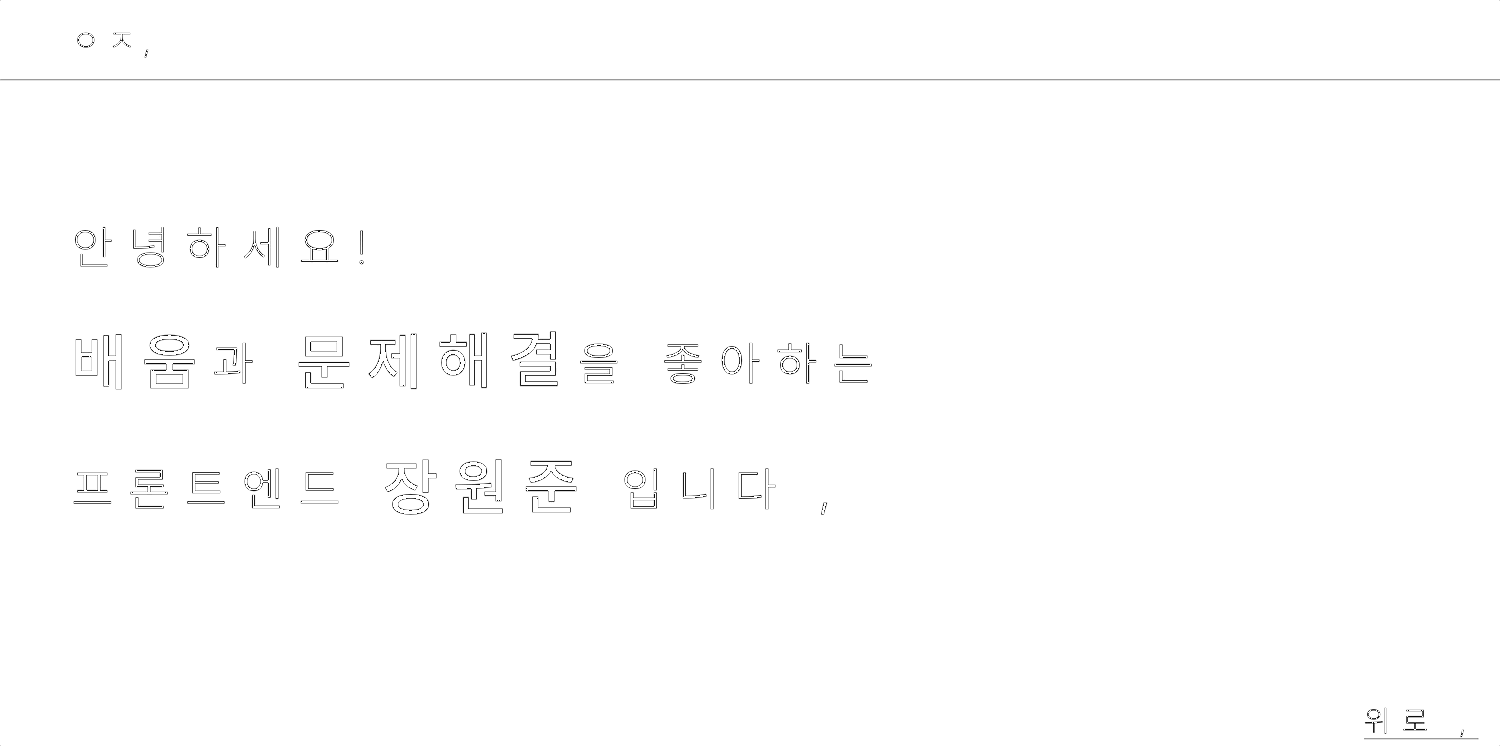 ㅇㅈ,
안녕하세요!
배움과 문제해결을 좋아하는
프론트엔드 장원준 입니다 ,
위로 ,